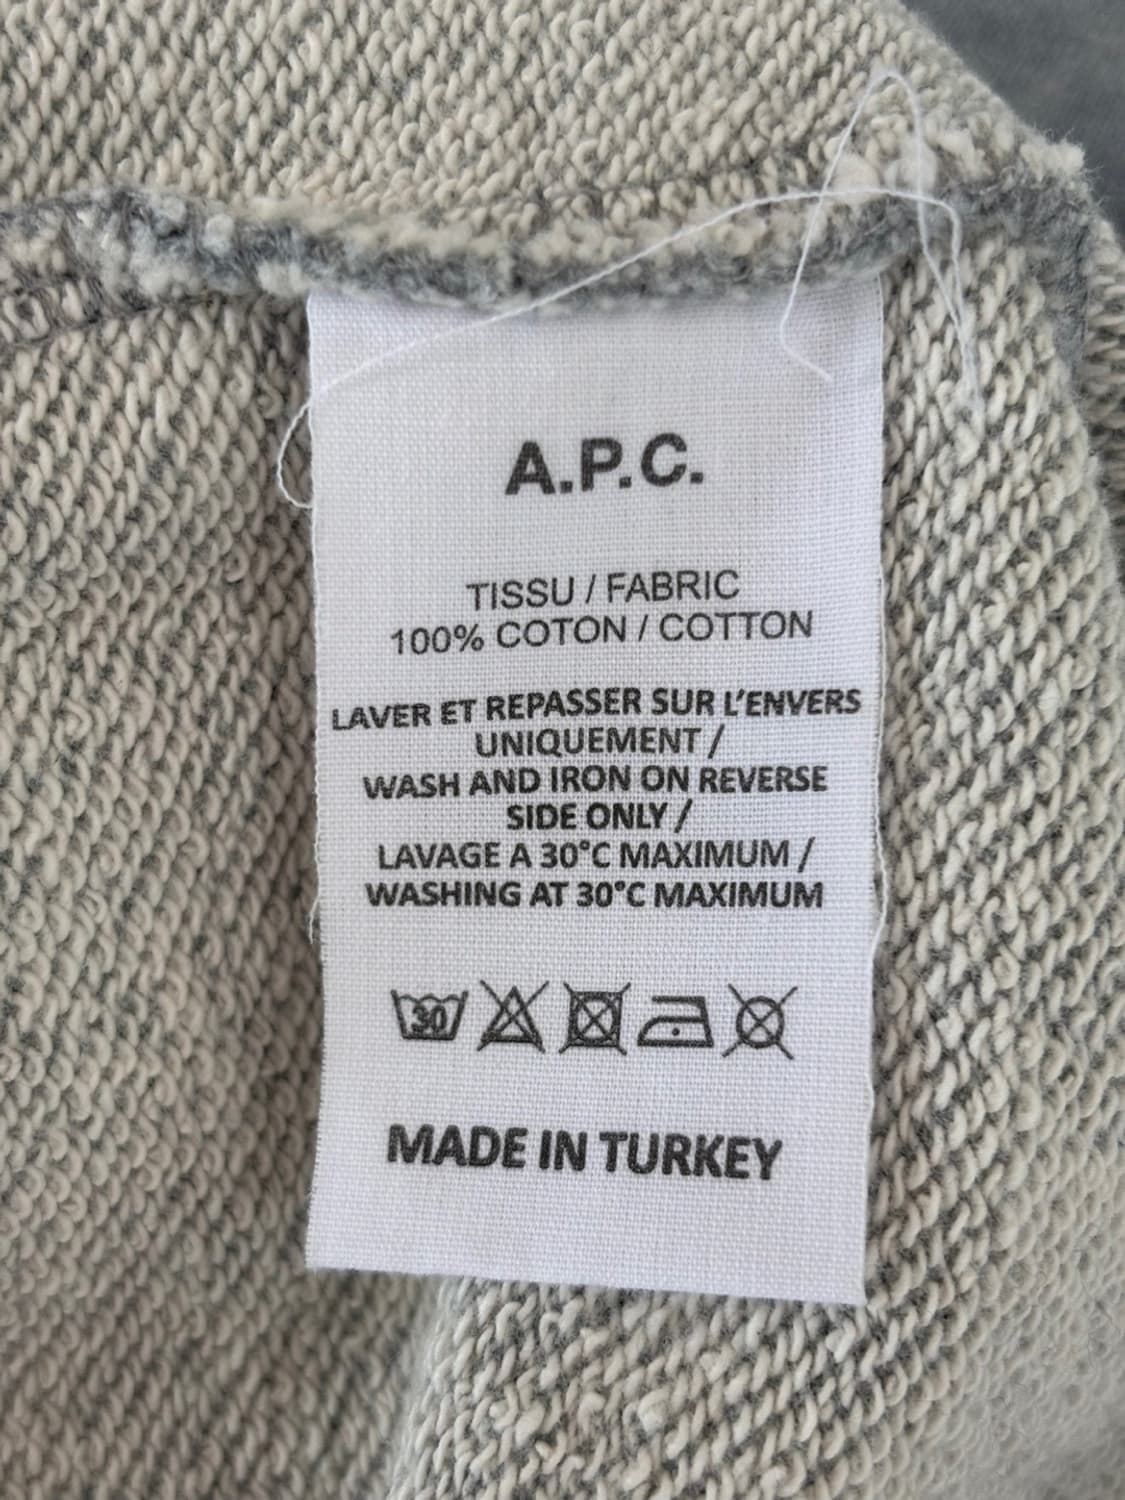 A.P.C.
TISSU / FABRIC
100% COTON / COTTON
LAVER ET REPASSER SUR L'ENVERS
UNIQUEMENT /
WASH AND IRON ON REVERSE
SIDE ONLY /
LAVAGE A 30°C MAXIMUM /
WASHING AT 30°C MAXIMUM
30
MADE IN TURKEY